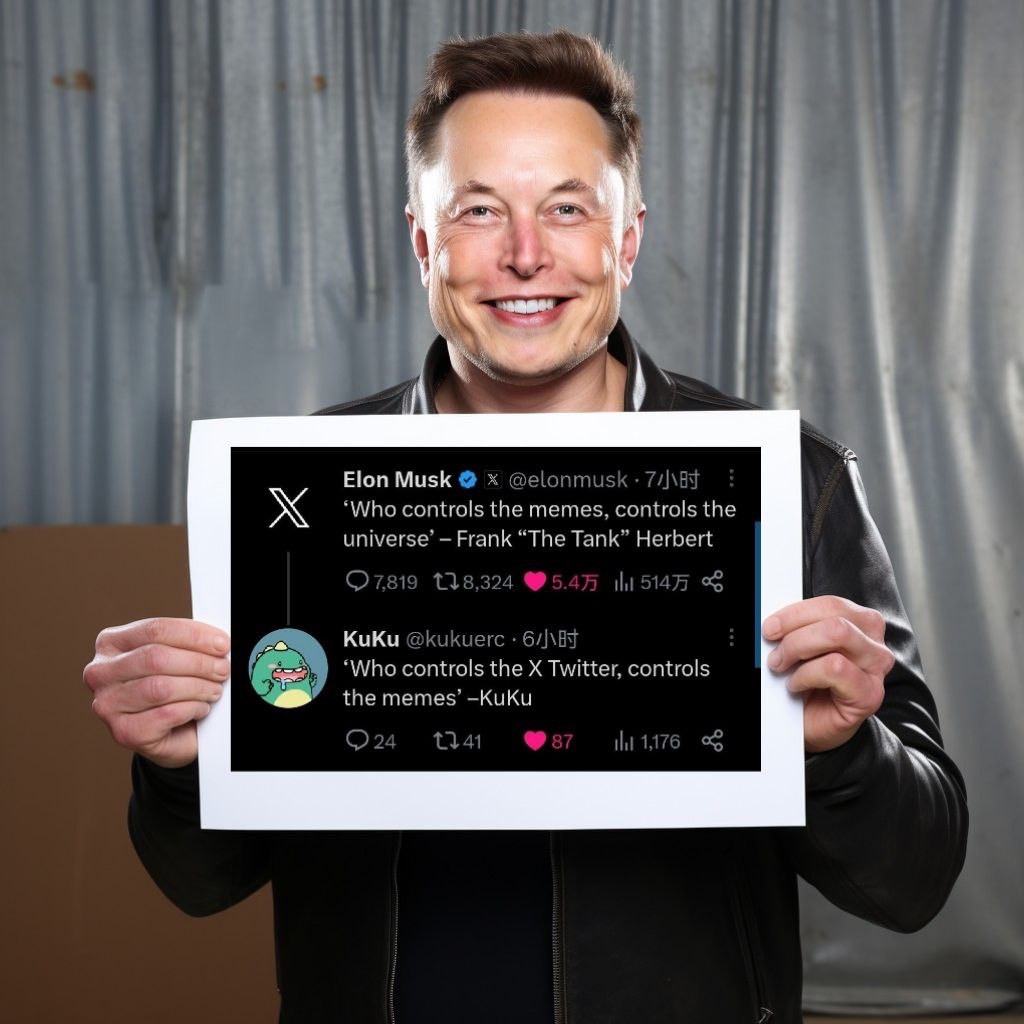 Elon Musk @elonmusk · 7小时
‘Who controls the memes, controls the
universe’ – Frank “The Tank” Herbert
7,819 8,324 5.4万 514万
KuKu @kukuerc · 6小时
‘Who controls the X Twitter, controls
the memes’ –KuKu
24 41 87 1,176